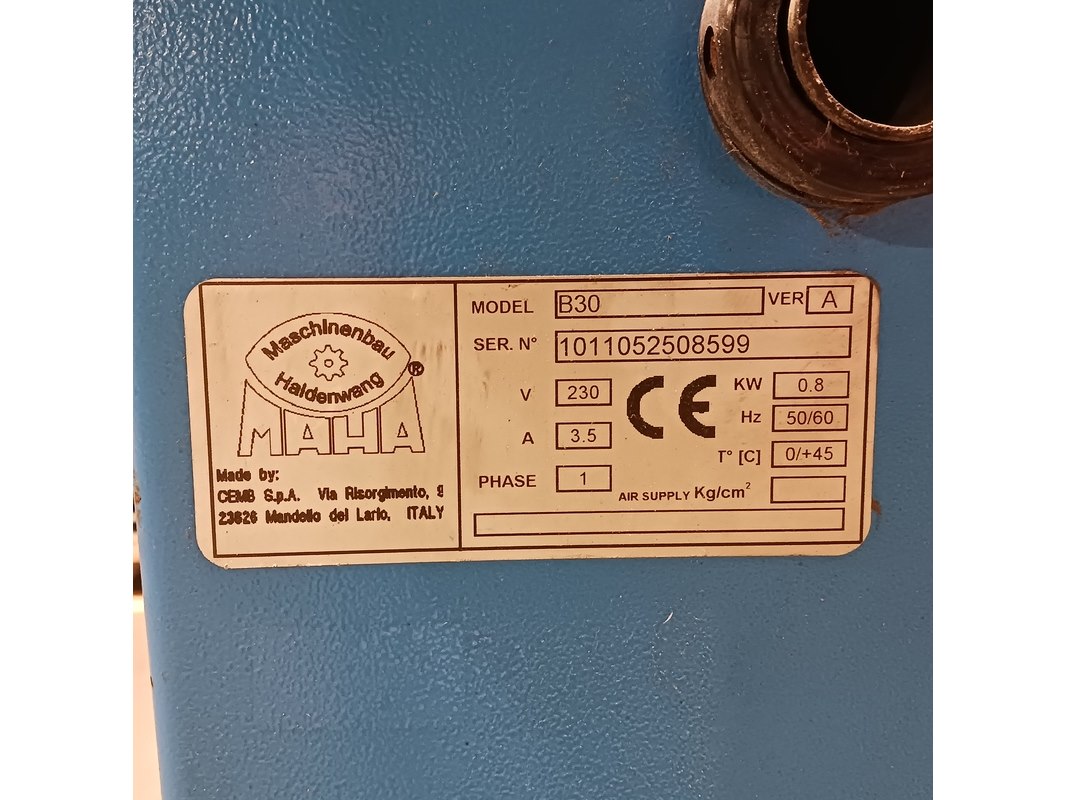 Maschinenbau
Haldenwang
®
MAHA
Made by:
CEMB S.p.A. Via Risorgimento, 9
23826 Mandello del Lario, ITALY
MODEL B30 VER A
SER. N° 1011052508599
V 230
A 3.5
PHASE 1
CE
KW 0.8
Hz 50/60
T° [C] 0/+45
AIR SUPPLY Kg/cm²